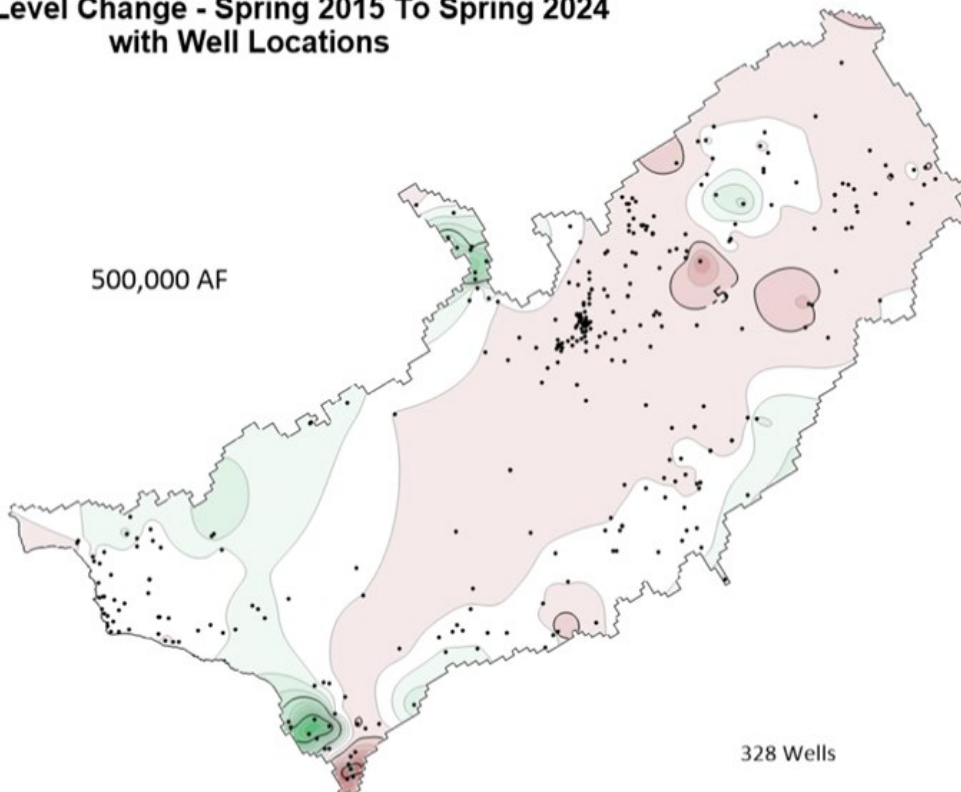 Level Change - Spring 2015 To Spring 2024
with Well Locations
500,000 AF
5
328 Wells